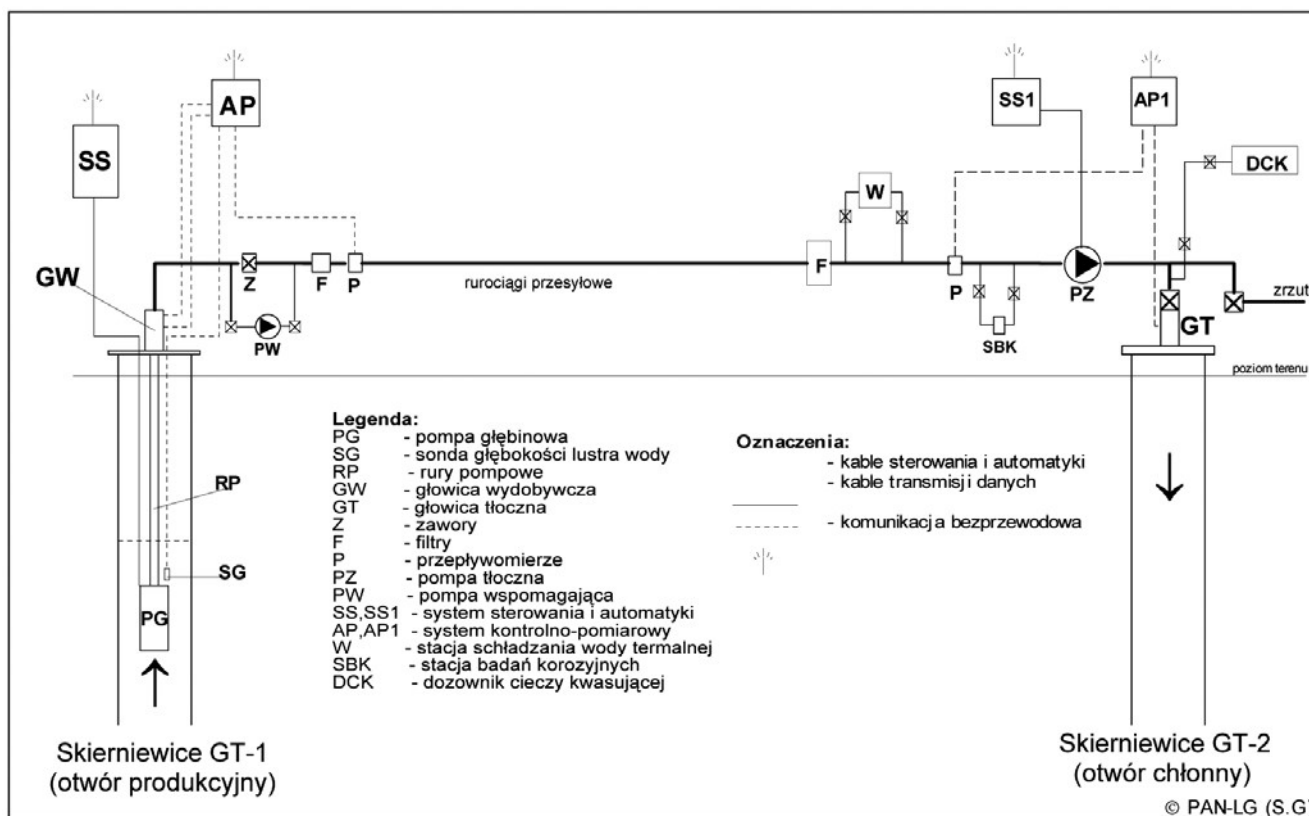 AP
SS
SS1
AP1
DCK
W
GW
Z
F
P
rurociągi przesyłowe
F
P
PZ
zrzut
PW
SBK
GT
poziom terenu
Legenda:
PG - pompa głębinowa
SG - sonda głębokości lustra wody
RP - rury pompowe
GW - głowica wydobywcza
GT - głowica tłoczna
Z - zawory
F - filtry
P - przepływomierze
PZ - pompa tłoczna
PW - pompa wspomagająca
SS,SS1 - system sterowania i automatyki
AP,AP1 - system kontrolno-pomiarowy
W - stacja schładzania wody termalnej
SBK - stacja badań korozyjnych
DCK - dozownik cieczy kwasującej
Oznaczenia:
- kable sterowania i automatyki
- kable transmisji danych
- komunikacja bezprzewodowa
RP
SG
PG
Skierniewice GT-1
(otwór produkcyjny)
Skierniewice GT-2
(otwór chłonny)
© PAN-LG (S.G